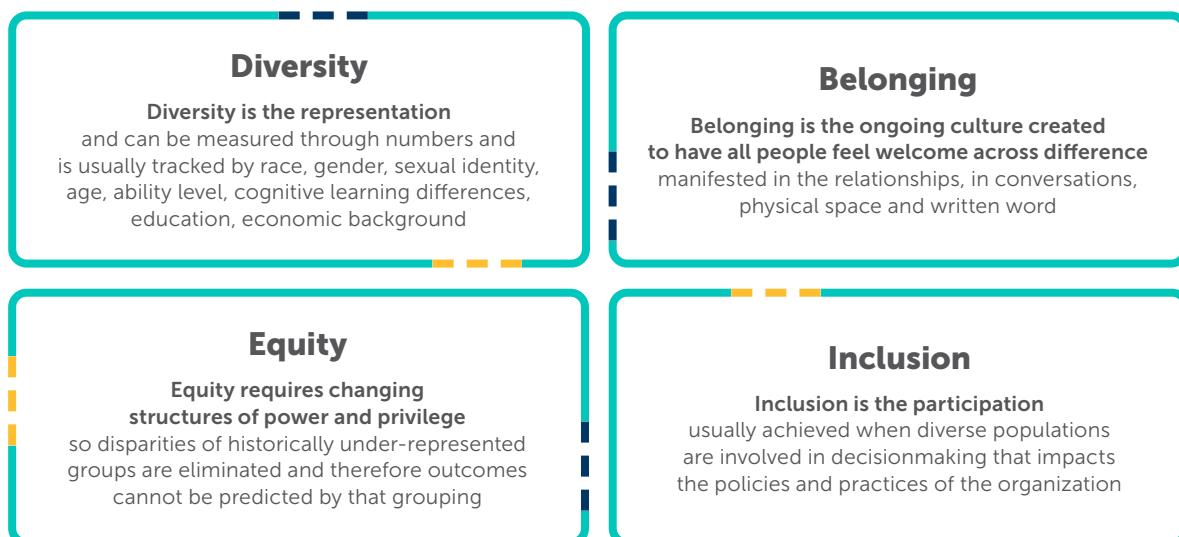 Diversity
Diversity is the representation
and can be measured through numbers and
is usually tracked by race, gender, sexual identity,
age, ability level, cognitive learning differences,
education, economic background
Belonging
Belonging is the ongoing culture created
to have all people feel welcome across difference
manifested in the relationships, in conversations,
physical space and written word
Equity
Equity requires changing
structures of power and privilege
so disparities of historically under-represented
groups are eliminated and therefore outcomes
cannot be predicted by that grouping
Inclusion
Inclusion is the participation
usually achieved when diverse populations
are involved in decisionmaking that impacts
the policies and practices of the organization